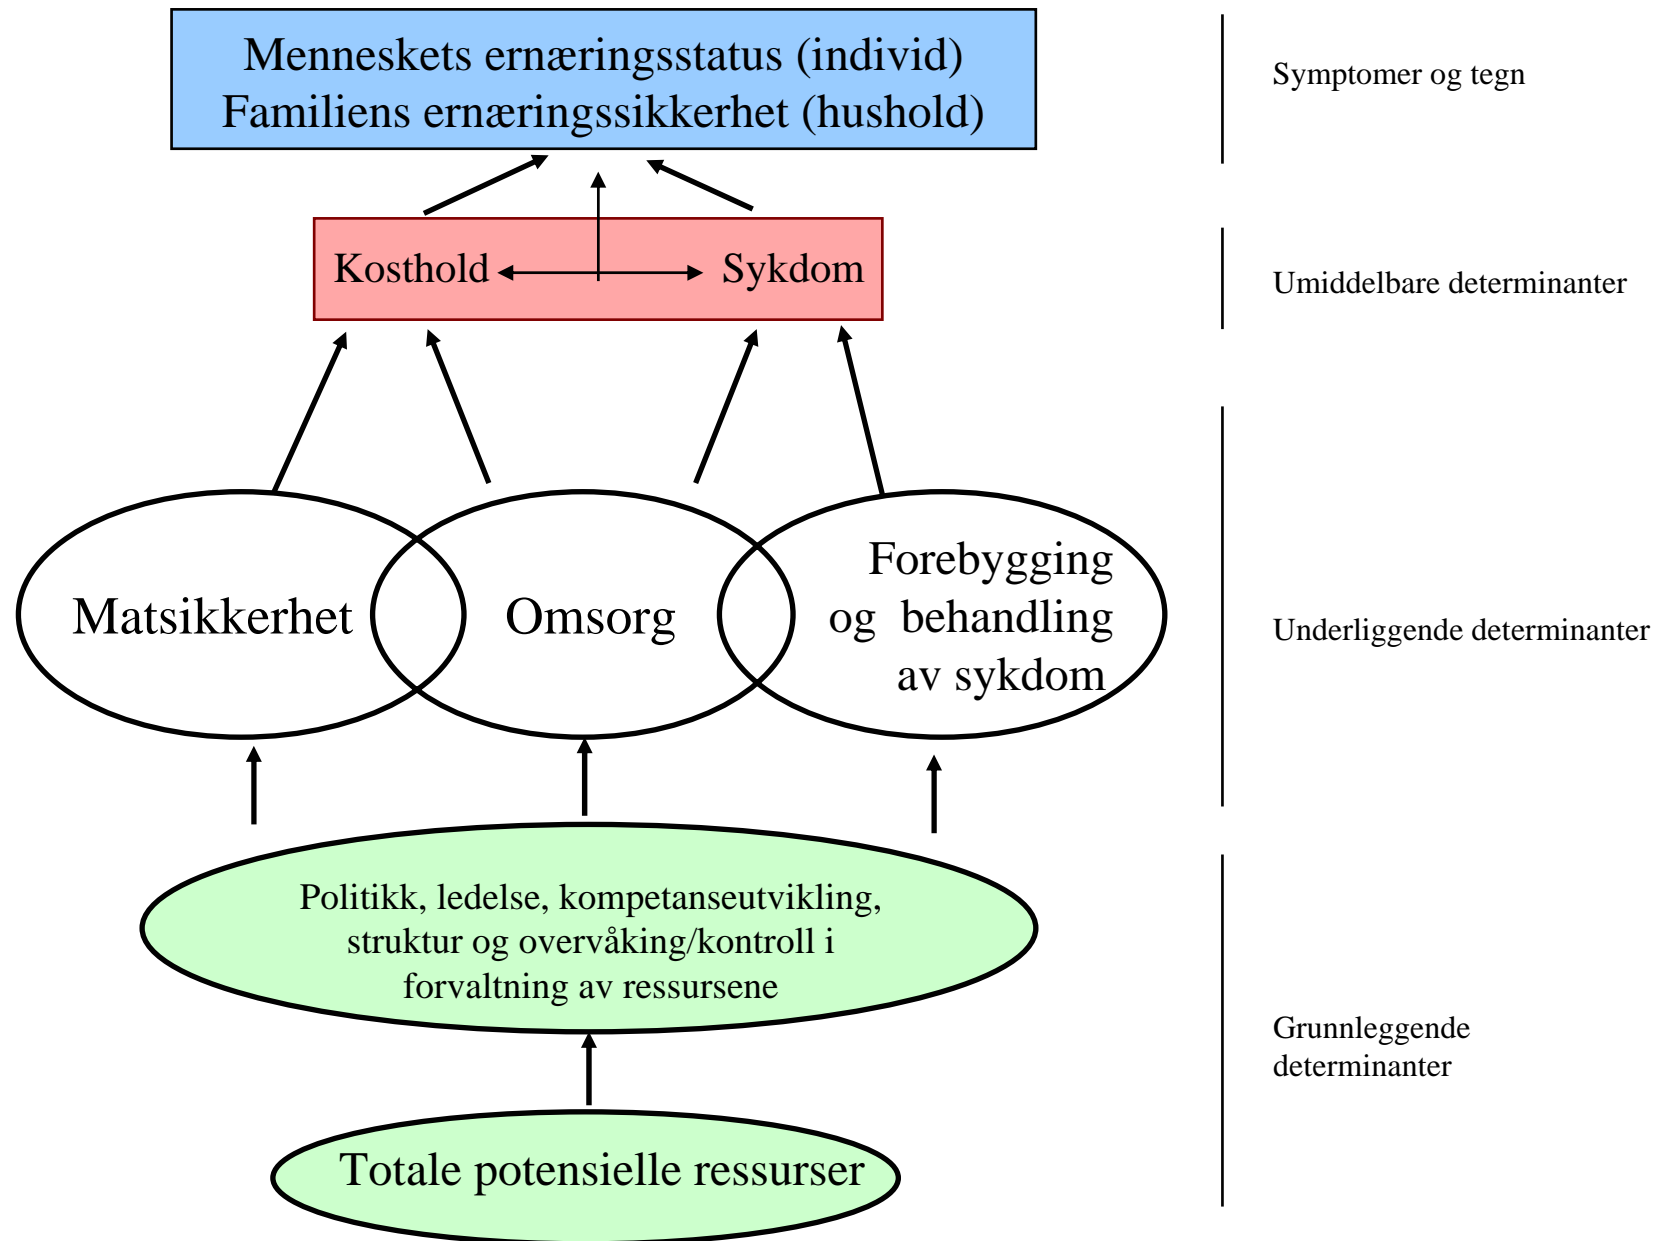 Menneskets ernæringsstatus (individ)
Familiens ernæringssikkerhet (hushold)
Symptomer og tegn
Kosthold
Sykdom
Umiddelbare determinanter
Matsikkerhet
Omsorg
Forebygging
og behandling
av sykdom
Underliggende determinanter
Politikk, ledelse, kompetanseutvikling,
struktur og overvåking/kontroll i
forvaltning av ressursene
Grunnleggende
determinanter
Totale potensielle ressurser